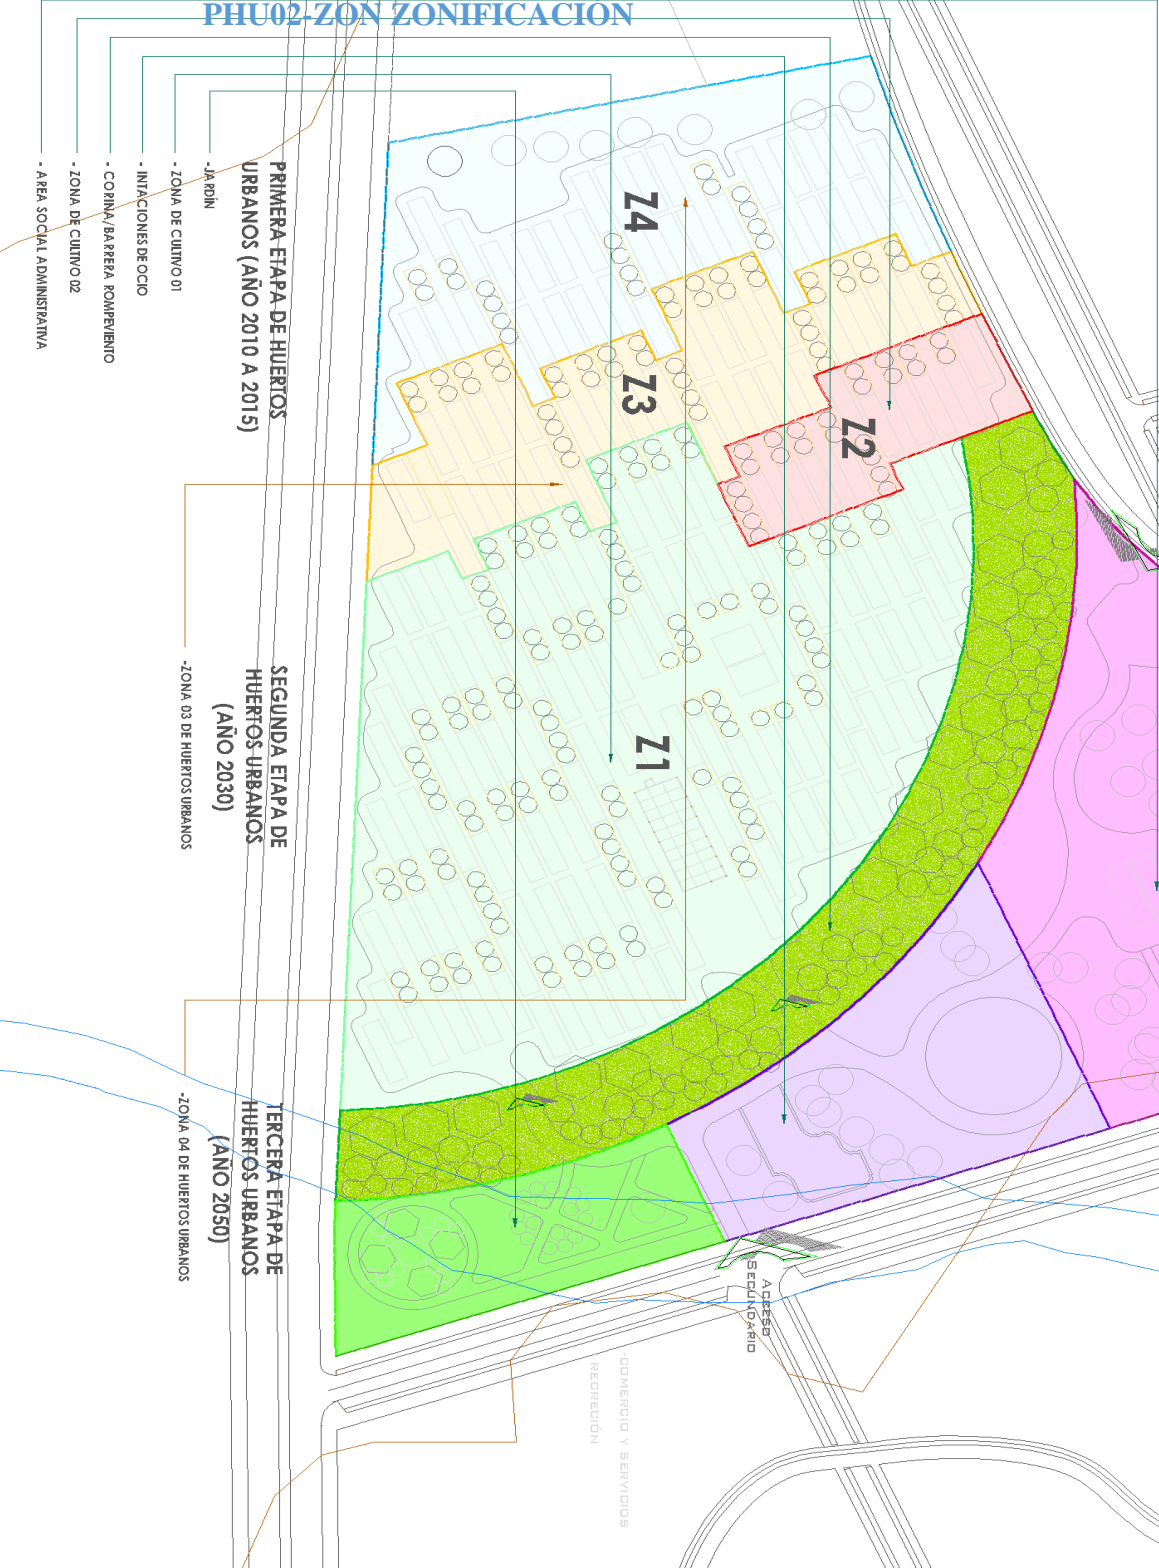 PHU02-ZON ZONIFICACIÓN
PRIMERA ETAPA DE HUERTOS
URBANOS (AÑO 2010 A 2015)
-JARDÍN
- ZONA DE CULTIVO 01
- INTACIONES DE OCIO
- CORINA/BARRERA ROMPEVIENTO
- ZONA DE CULTIVO 02
- AREA SOCIAL ADMINISTRATIVA
SEGUNDA ETAPA DE
HUERTOS URBANOS
(AÑO 2030)
-ZONA 03 DE HUERTOS URBANOS
TERCERA ETAPA DE
HUERTOS URBANOS
(AÑO 2050)
-ZONA 04 DE HUERTOS URBANOS
Z4
Z3
Z2
Z1
ACCESO
SECUNDARIO
-COMERCIO Y SERVICIOS
RECRECIÓN